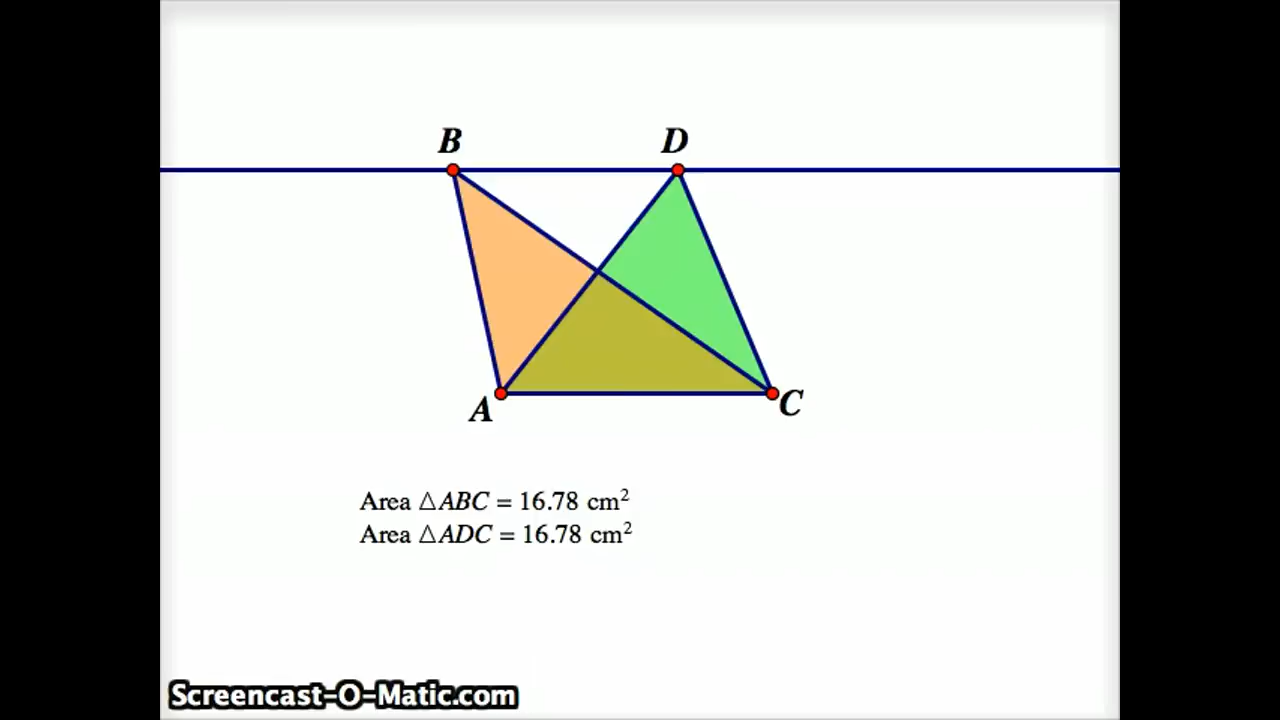 B D
A C
Area △ABC = 16.78 cm²
Area △ADC = 16.78 cm²
Screencast-O-Matic.com